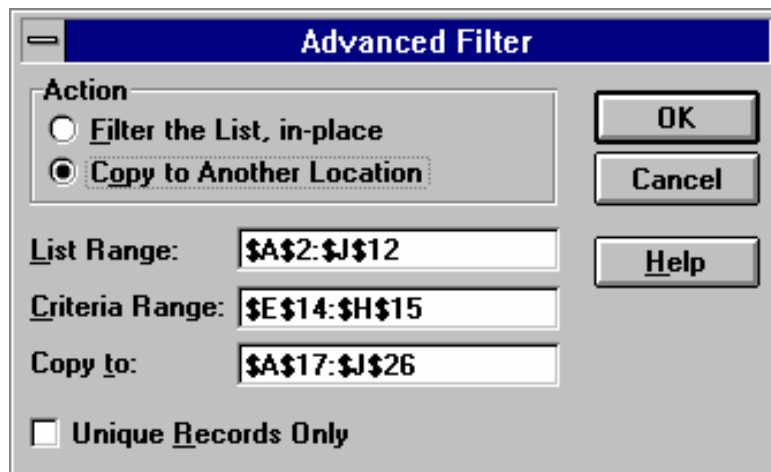 Advanced Filter
Action
Filter the List, in-place
Copy to Another Location
OK
Cancel
Help
List Range: $A$2:$J$12
Criteria Range: $E$14:$H$15
Copy to: $A$17:$J$26
Unique Records Only